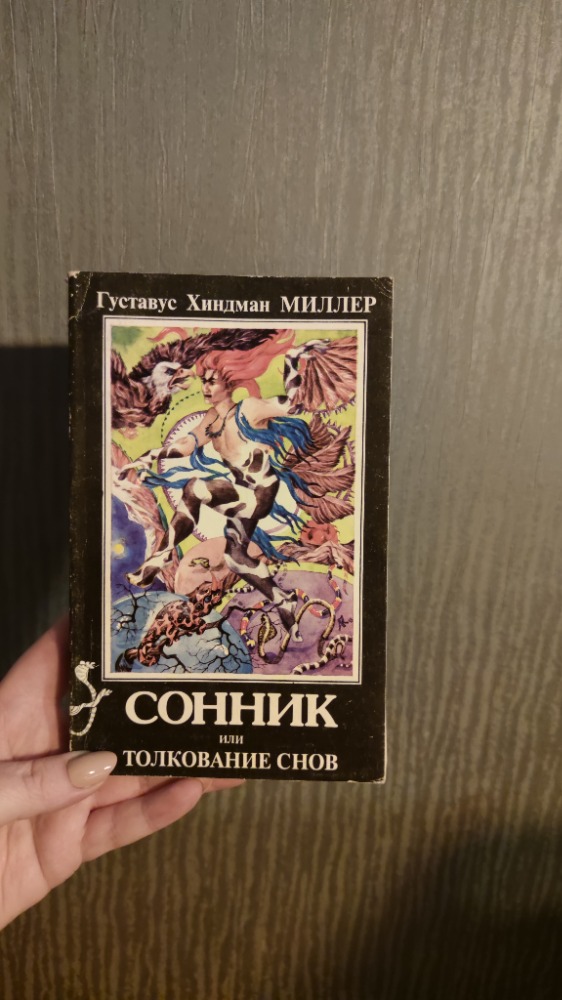 Густавус Хиндман МИЛЛЕР
СОННИК
или
ТОЛКОВАНИЕ СНОВ